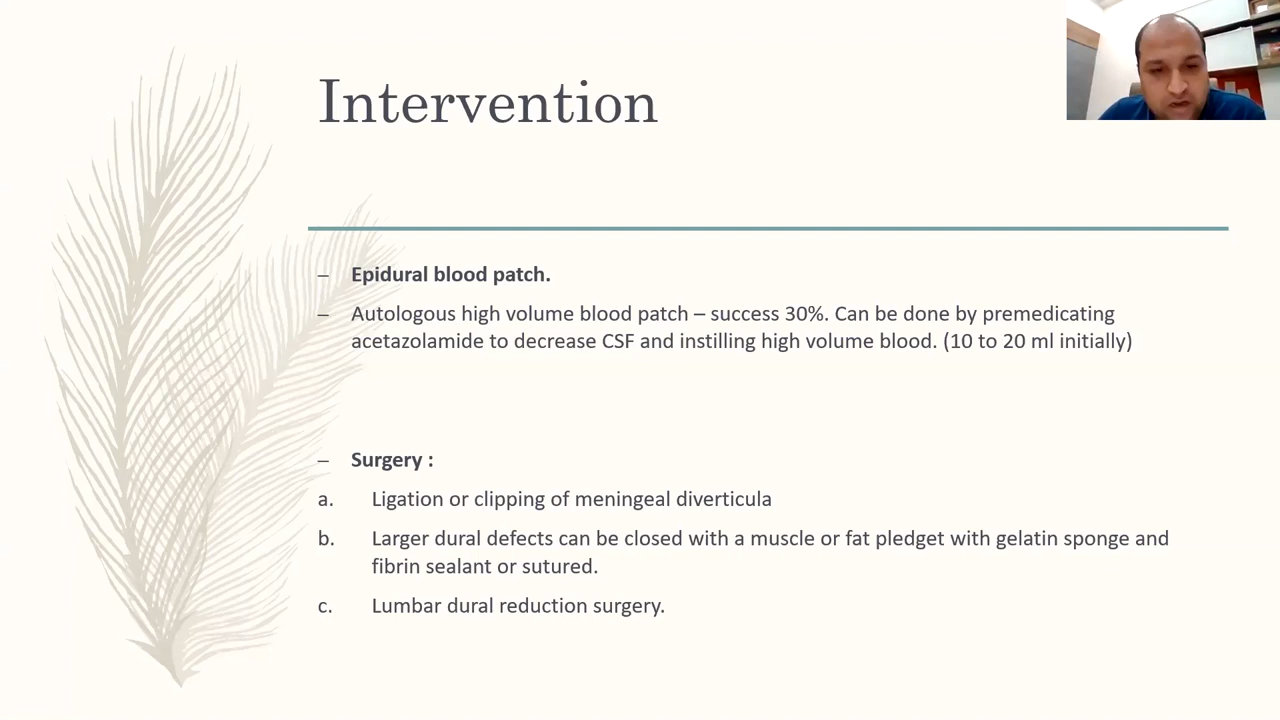 Intervention
– Epidural blood patch.
– Autologous high volume blood patch – success 30%. Can be done by premedicating
acetazolamide to decrease CSF and instilling high volume blood. (10 to 20 ml initially)
– Surgery :
a. Ligation or clipping of meningeal diverticula
b. Larger dural defects can be closed with a muscle or fat pledget with gelatin sponge and
fibrin sealant or sutured.
c. Lumbar dural reduction surgery.